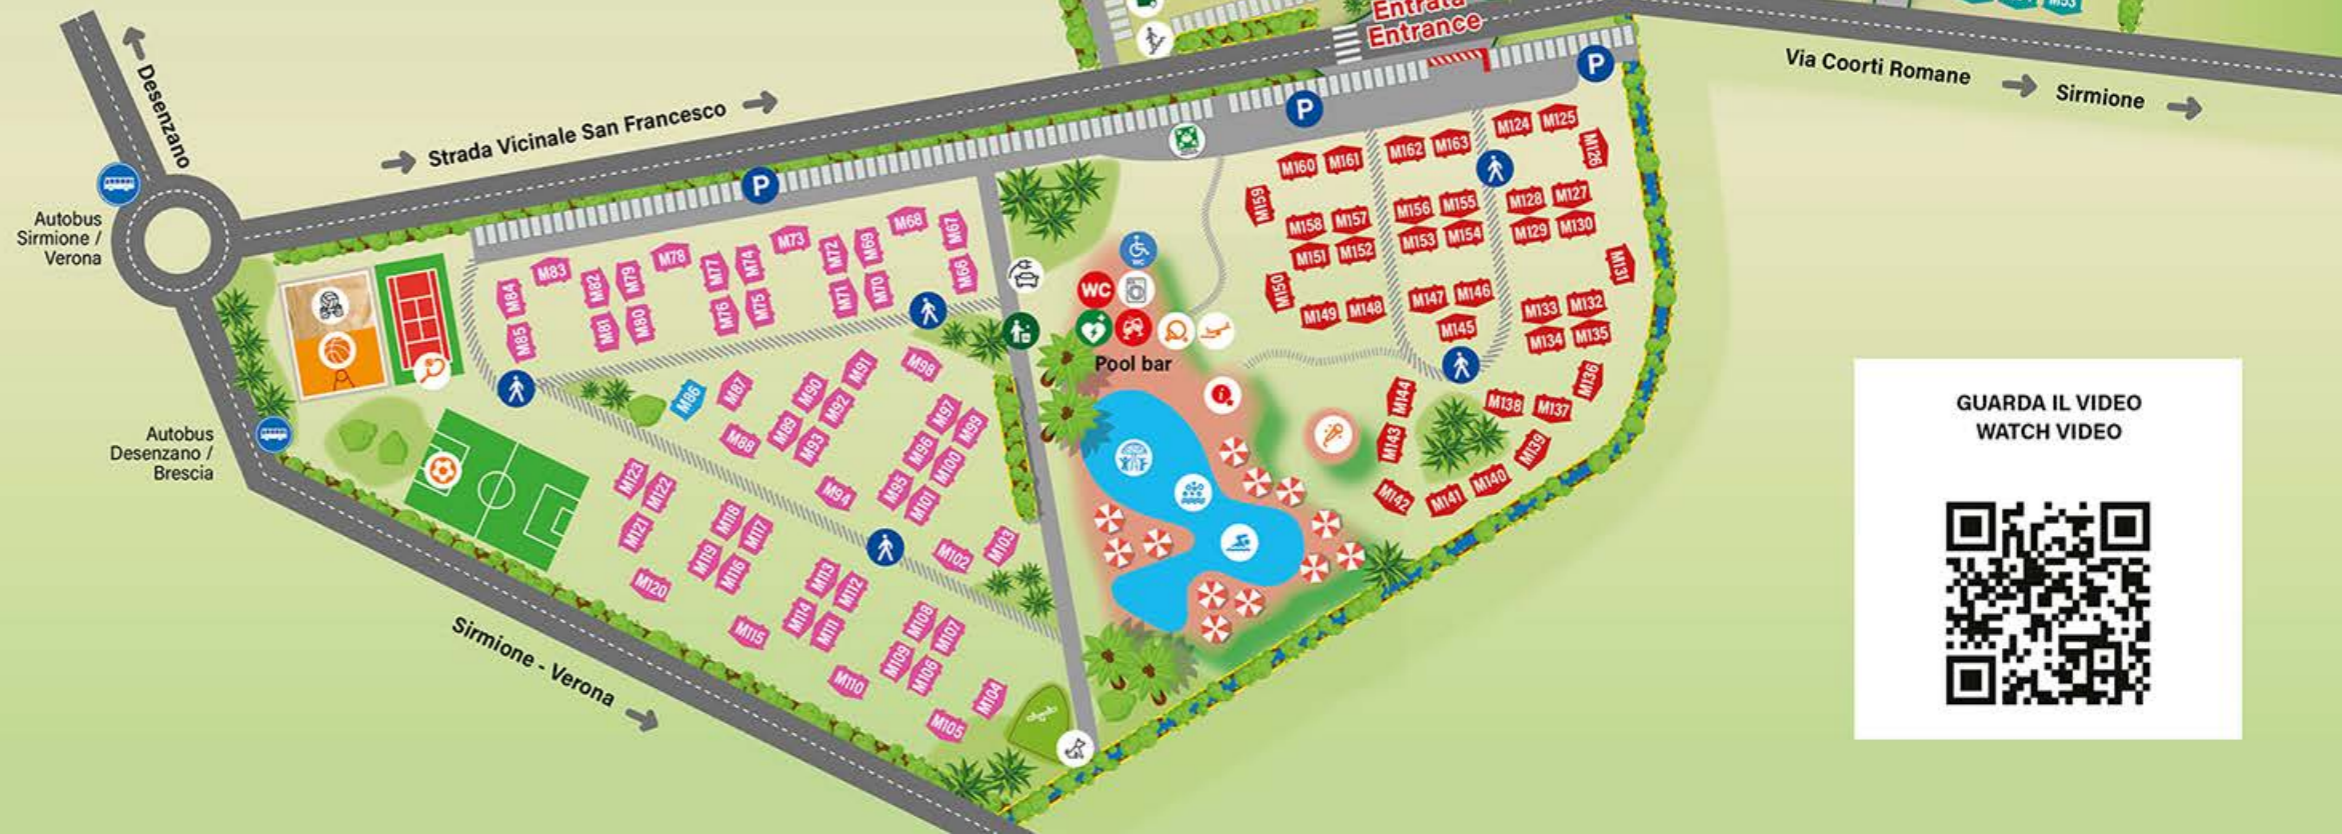 Entrata
Entrance
M53
Via Coorti Romane
Sirmione
Desenzano
Strada Vicinale San Francesco
Autobus
Sirmione /
Verona
Autobus
Desenzano /
Brescia
Sirmione - Verona
P
P
P
M124 M125
M126
M162 M163
M160 M161
M159
M128 M127
M156 M155
M158 M157
M129 M130
M153 M154
M151 M152
M131
M150
M147 M146
M149 M148
M145
M133 M132
M134 M135
M136
M144
M138 M137
M143
M139
M142 M141 M140
M68 M67
M73 M72 M69
M78 M77 M74
M83 M82 M79
M84
M66
M71 M70
M76 M75
M81 M80
M85
M98
M91
M90
M87
M86
M92
M89
M88
M93
M97
M99
M96
M100
M95
M94
M101
M103
M102
M123
M122
M121
M118
M117
M119
M116
M120
M113
M112
M114
M111
M115
M108
M107
M109
M106
M110
M104
M105
WC
WC
Pool bar
GUARDA IL VIDEO
WATCH VIDEO